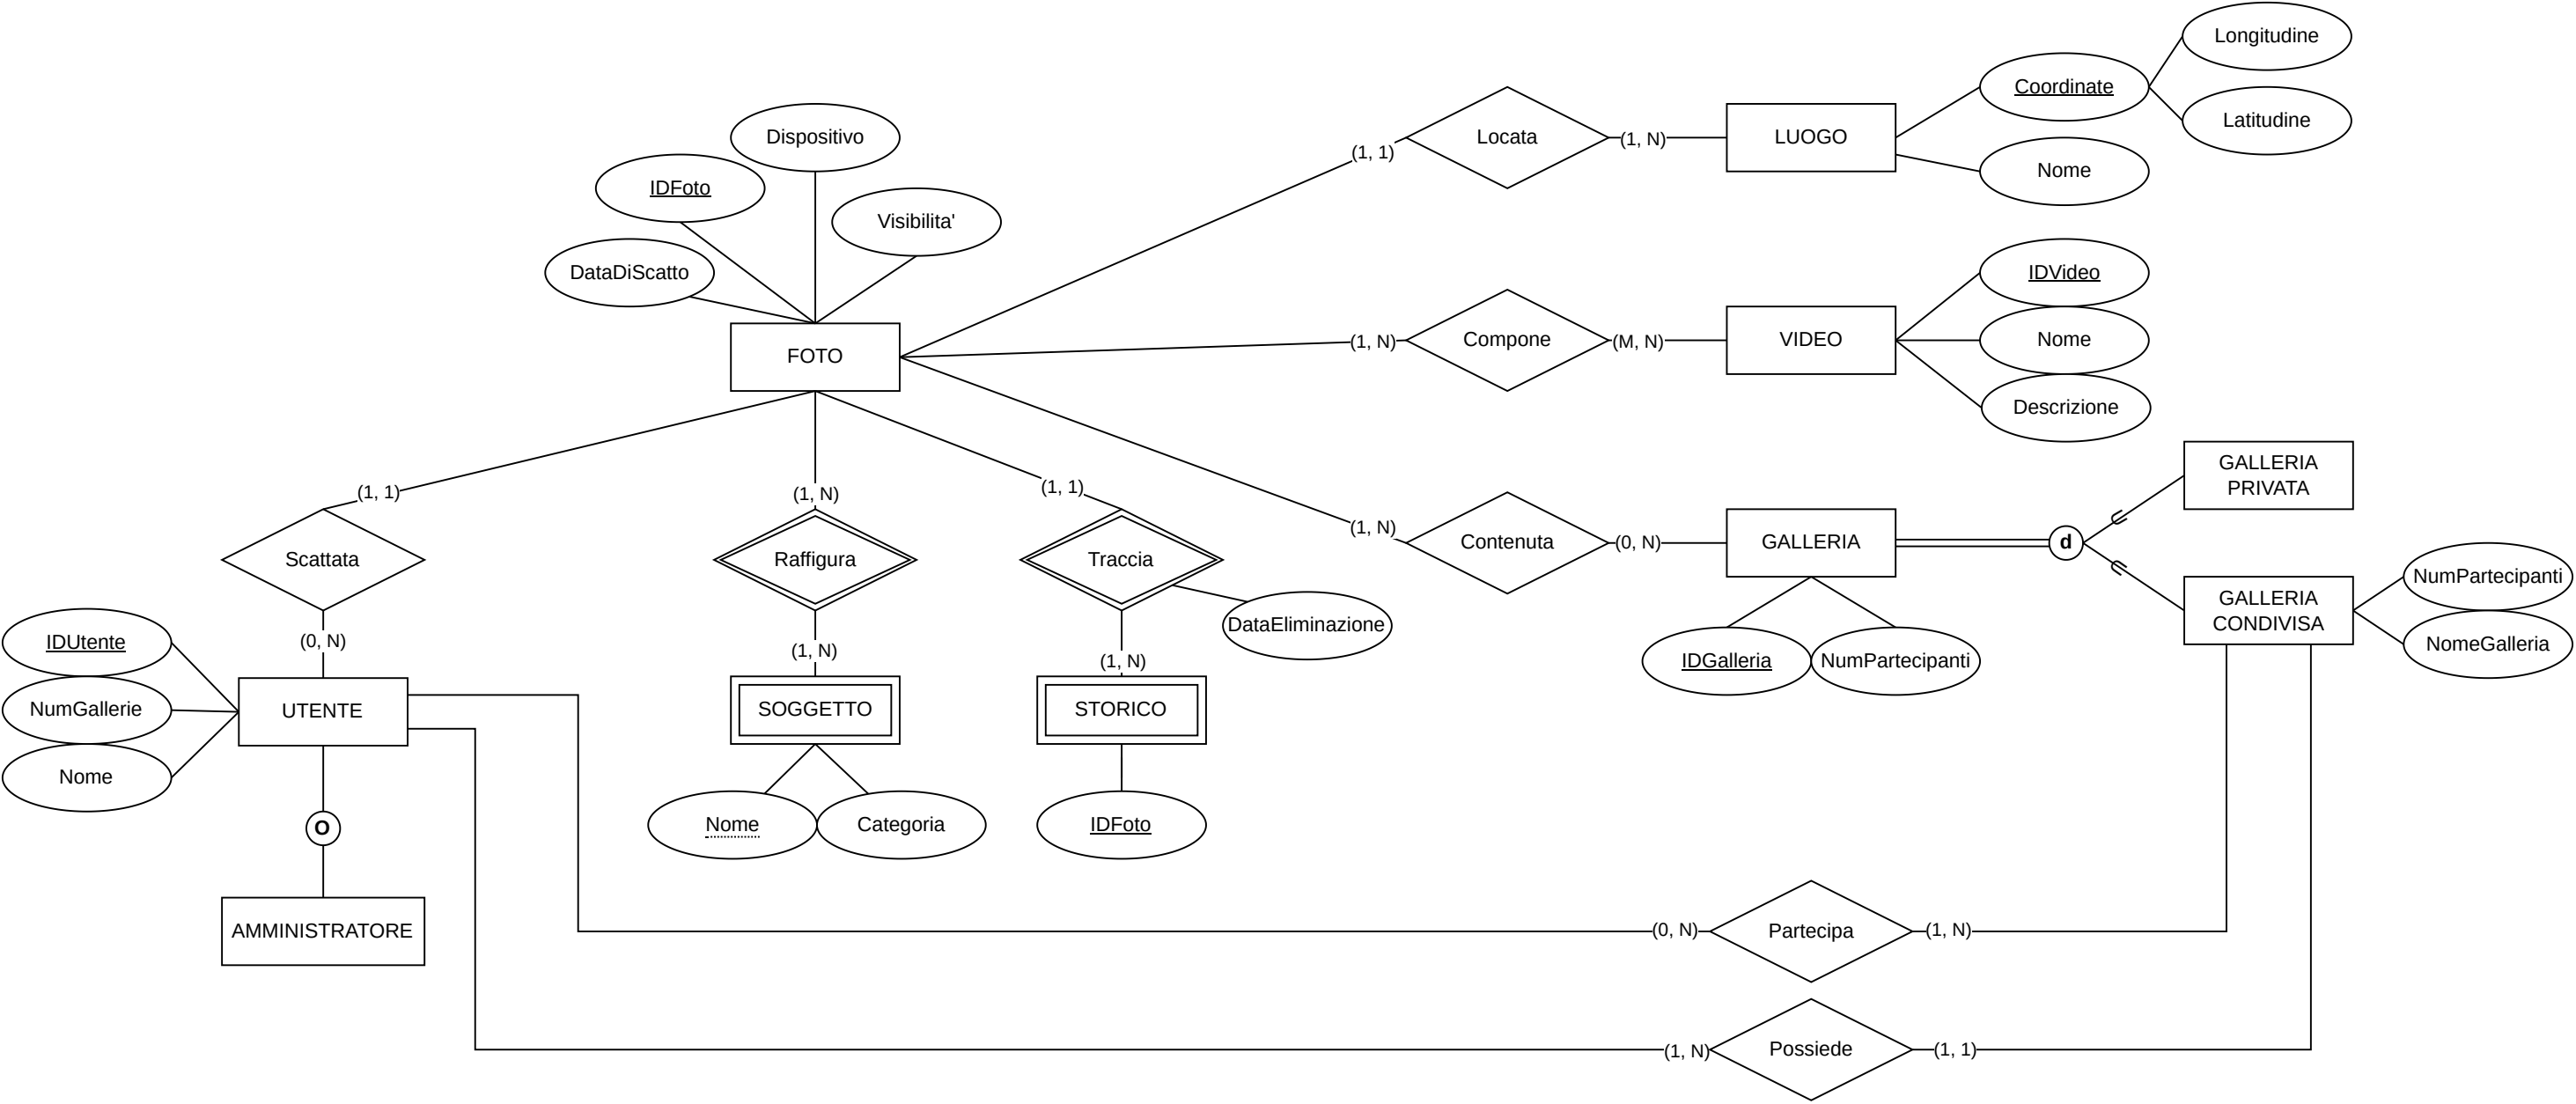 Longitudine
Coordinate
Latitudine
Dispositivo
Locata
(1, N)
LUOGO
(1, 1)
Nome
IDFoto
Visibilita'
DataDiScatto
IDVideo
FOTO
(1, N)
Compone
(M, N)
VIDEO
Nome
Descrizione
GALLERIA
PRIVATA
(1, 1)
(1, N)
(1, 1)
(1, N)
Contenuta
(0, N)
GALLERIA
d
Scattata
Raffigura
Traccia
NumPartecipanti
GALLERIA
CONDIVISA
DataEliminazione
(0, N)
(1, N)
(1, N)
IDUtente
IDGalleria
NumPartecipanti
NomeGalleria
NumGallerie
UTENTE
SOGGETTO
STORICO
Nome
O
Nome
Categoria
IDFoto
AMMINISTRATORE
(0, N)
Partecipa
(1, N)
(1, N)
Possiede
(1, 1)